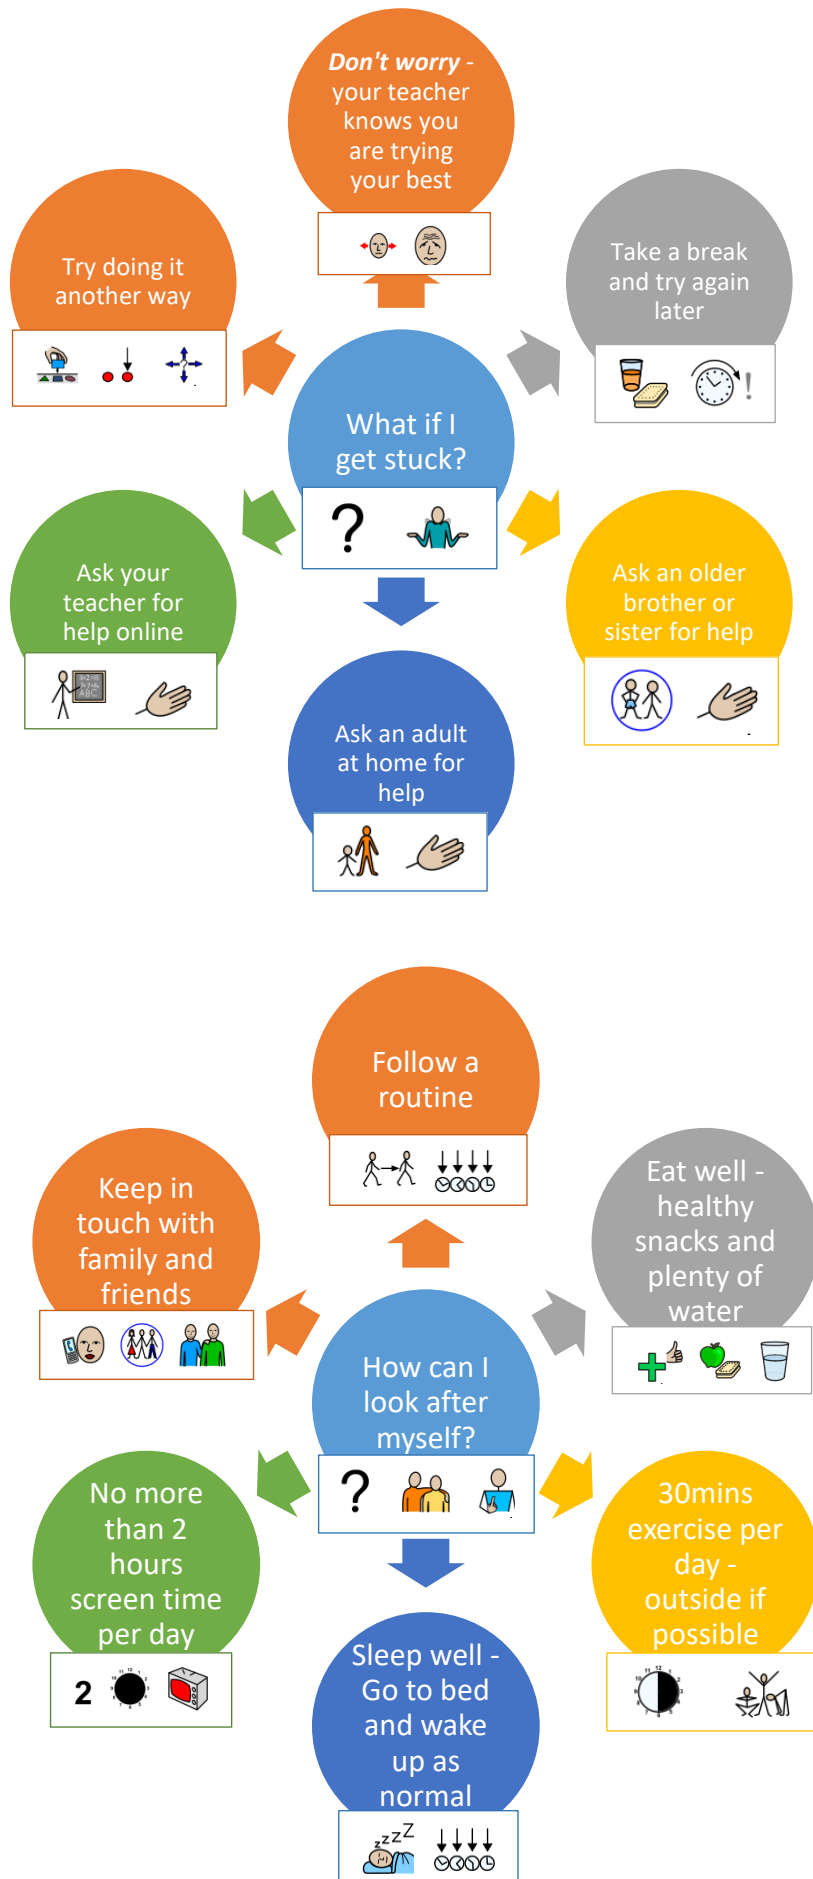 Don't worry -
your teacher
knows you
are trying
your best
Take a break
and try again
later
Ask an older
brother or
sister for help
Ask an adult
at home for
help
Ask your
teacher for
help online
Try doing it
another way
What if I
get stuck?
?
!
ABC
Follow a
routine
Eat well -
healthy
snacks and
plenty of
water
30mins
exercise per
day -
outside if
possible
Sleep well -
Go to bed
and wake
up as
normal
zzzzZ
No more
than 2
hours
screen time
per day
2
Keep in
touch with
family and
friends
How can I
look after
myself?
?